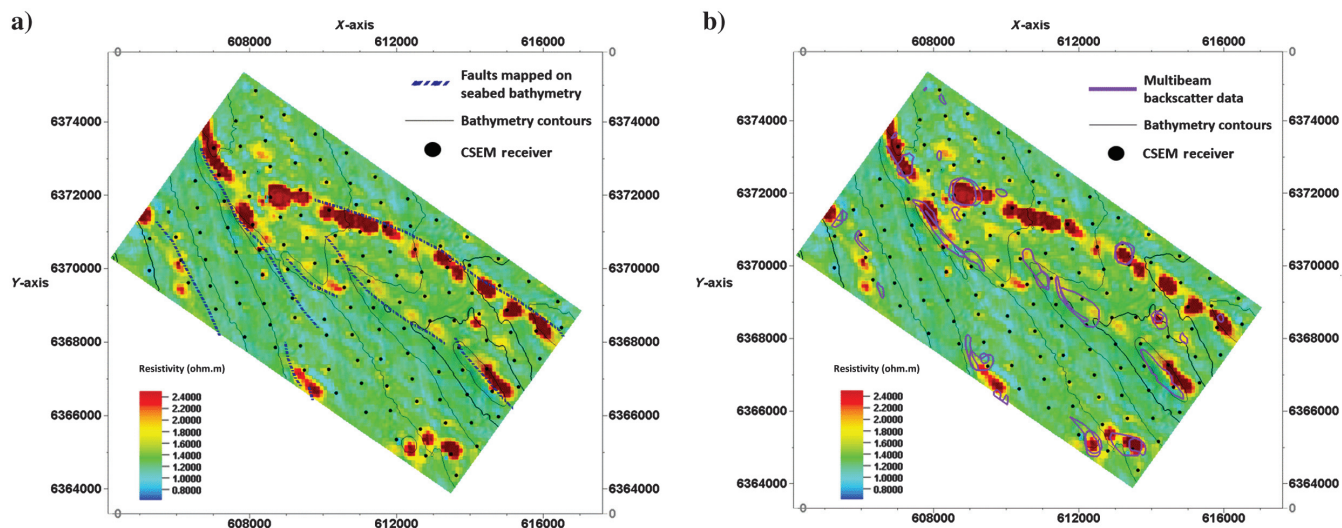 a)
X-axis
608000 612000 616000
0 0
Faults mapped on
seabed bathymetry
Bathymetry contours
CSEM receiver
6374000 6374000
6372000 6372000
6370000 6370000
Y-axis
6368000 6368000
6366000 6366000
6364000 6364000
Resistivity (ohm.m)
2.4000
2.2000
2.0000
1.8000
1.6000
1.4000
1.2000
1.0000
0.8000
0 0
608000 612000 616000
b)
X-axis
608000 612000 616000
0 0
Multibeam
backscatter data
Bathymetry contours
CSEM receiver
6374000 6374000
6372000 6372000
6370000 6370000
Y-axis
6368000 6368000
6366000 6366000
6364000 6364000
Resistivity (ohm.m)
2.4000
2.2000
2.0000
1.8000
1.6000
1.4000
1.2000
1.0000
0.8000
0 0
608000 612000 616000